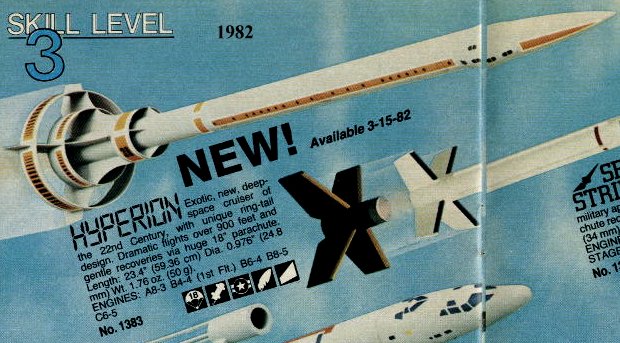 SKILL LEVEL
3
1982
NEW!
Available 3-15-82
HYPERION Exotic, new, deep-
space cruiser of
the 22nd Century, with unique ring-tail
design. Dramatic flights over 900 feet and
gentle recoveries via huge 18" parachute.
Length: 23.4" (59.36 cm) Dia. 0.976" (24.8
mm) Wt. 1.76 oz. (50 g).
ENGINES: A8-3 B4-4 (1st Flt.) B6-4 B8-5
C6-5
No. 1383
STRI
military ap
chute rec
(34 mm)
ENGIN
STAGE